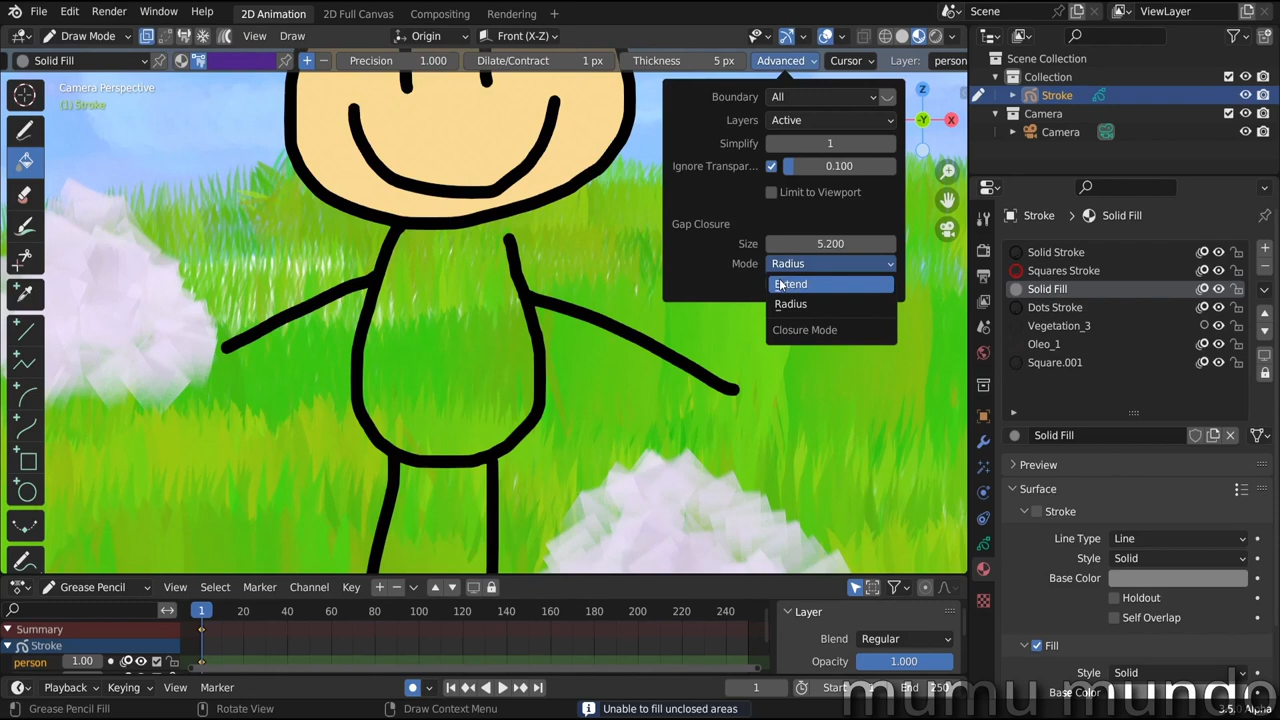 File Edit Render Window Help 2D Animation 2D Full Canvas Compositing Rendering + Scene ViewLayer
Draw Mode View Draw Origin Front (X-Z)
Solid Fill Precision 1.000 Dilate/Contract 1 px Thickness 5 px Advanced Cursor Layer: person
Camera Perspective
(1) Stroke
Boundary All
Layers Active
Simplify 1
Ignore Transpar... 0.100
Limit to Viewport
Gap Closure
Size 5.200
Mode Radius
Extend
Radius
Closure Mode
Z
-Y
X
Scene Collection
Collection
Stroke
Camera
Camera
Stroke Solid Fill
Solid Stroke
Squares Stroke
Solid Fill
Dots Stroke
Vegetation_3
Oleo_1
Square.001
Solid Fill
Preview
Surface
Stroke
Line Type Line
Style Solid
Base Color
Holdout
Self Overlap
Fill
Style Solid
Base Color
Grease Pencil View Select Marker Channel Key
1 20 40 60 80 100 120 140 160 180 200 220 240
Summary
Stroke
person 1.00
Layer
Blend Regular
Opacity 1.000
Playback Keying View Marker 1 Start 1 End 250
Grease Pencil Fill Rotate View Draw Context Menu Unable to fill unclosed areas 3.5.0 Alpha
mumu mundo